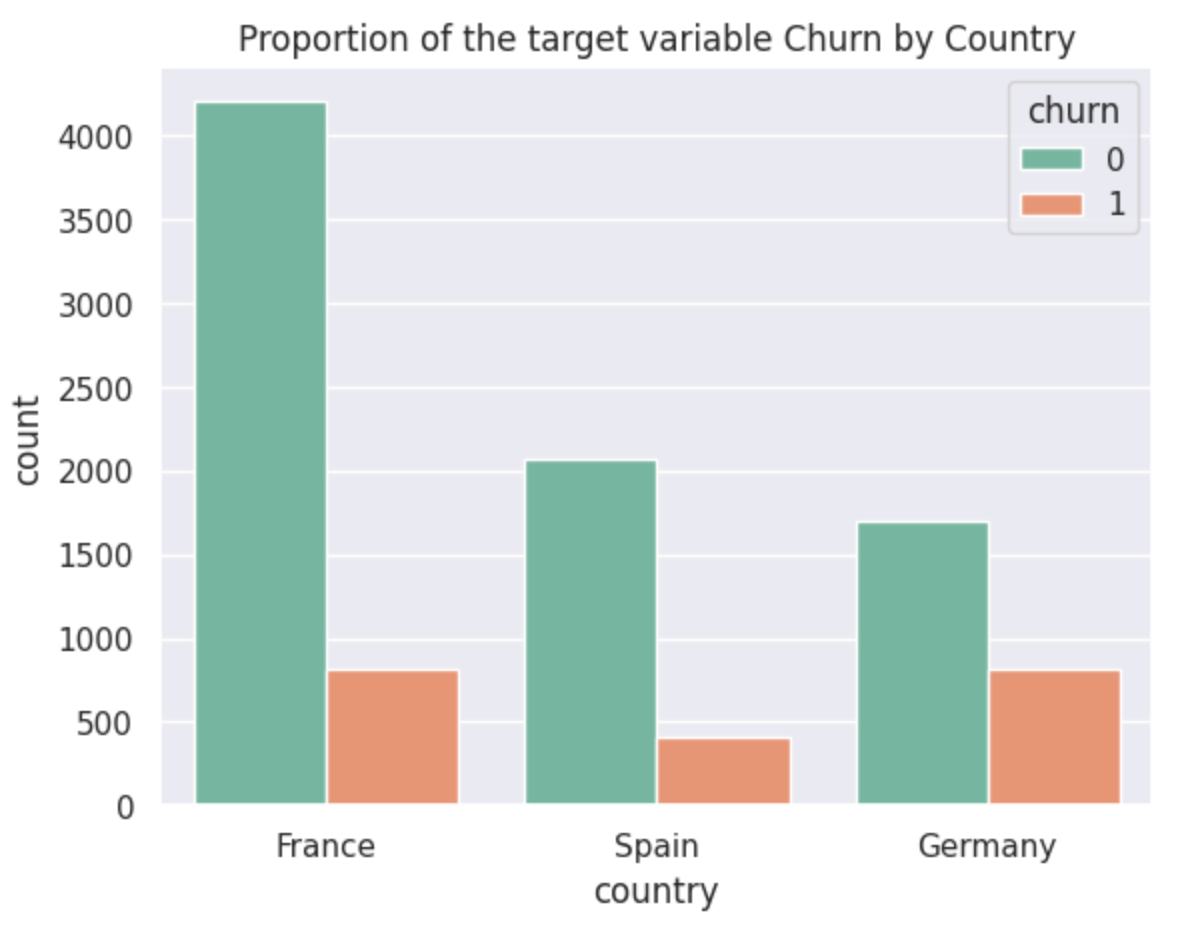 Proportion of the target variable Churn by Country
churn
0
1
4000
3500
3000
2500
2000
1500
1000
500
0
count
France
Spain
Germany
country